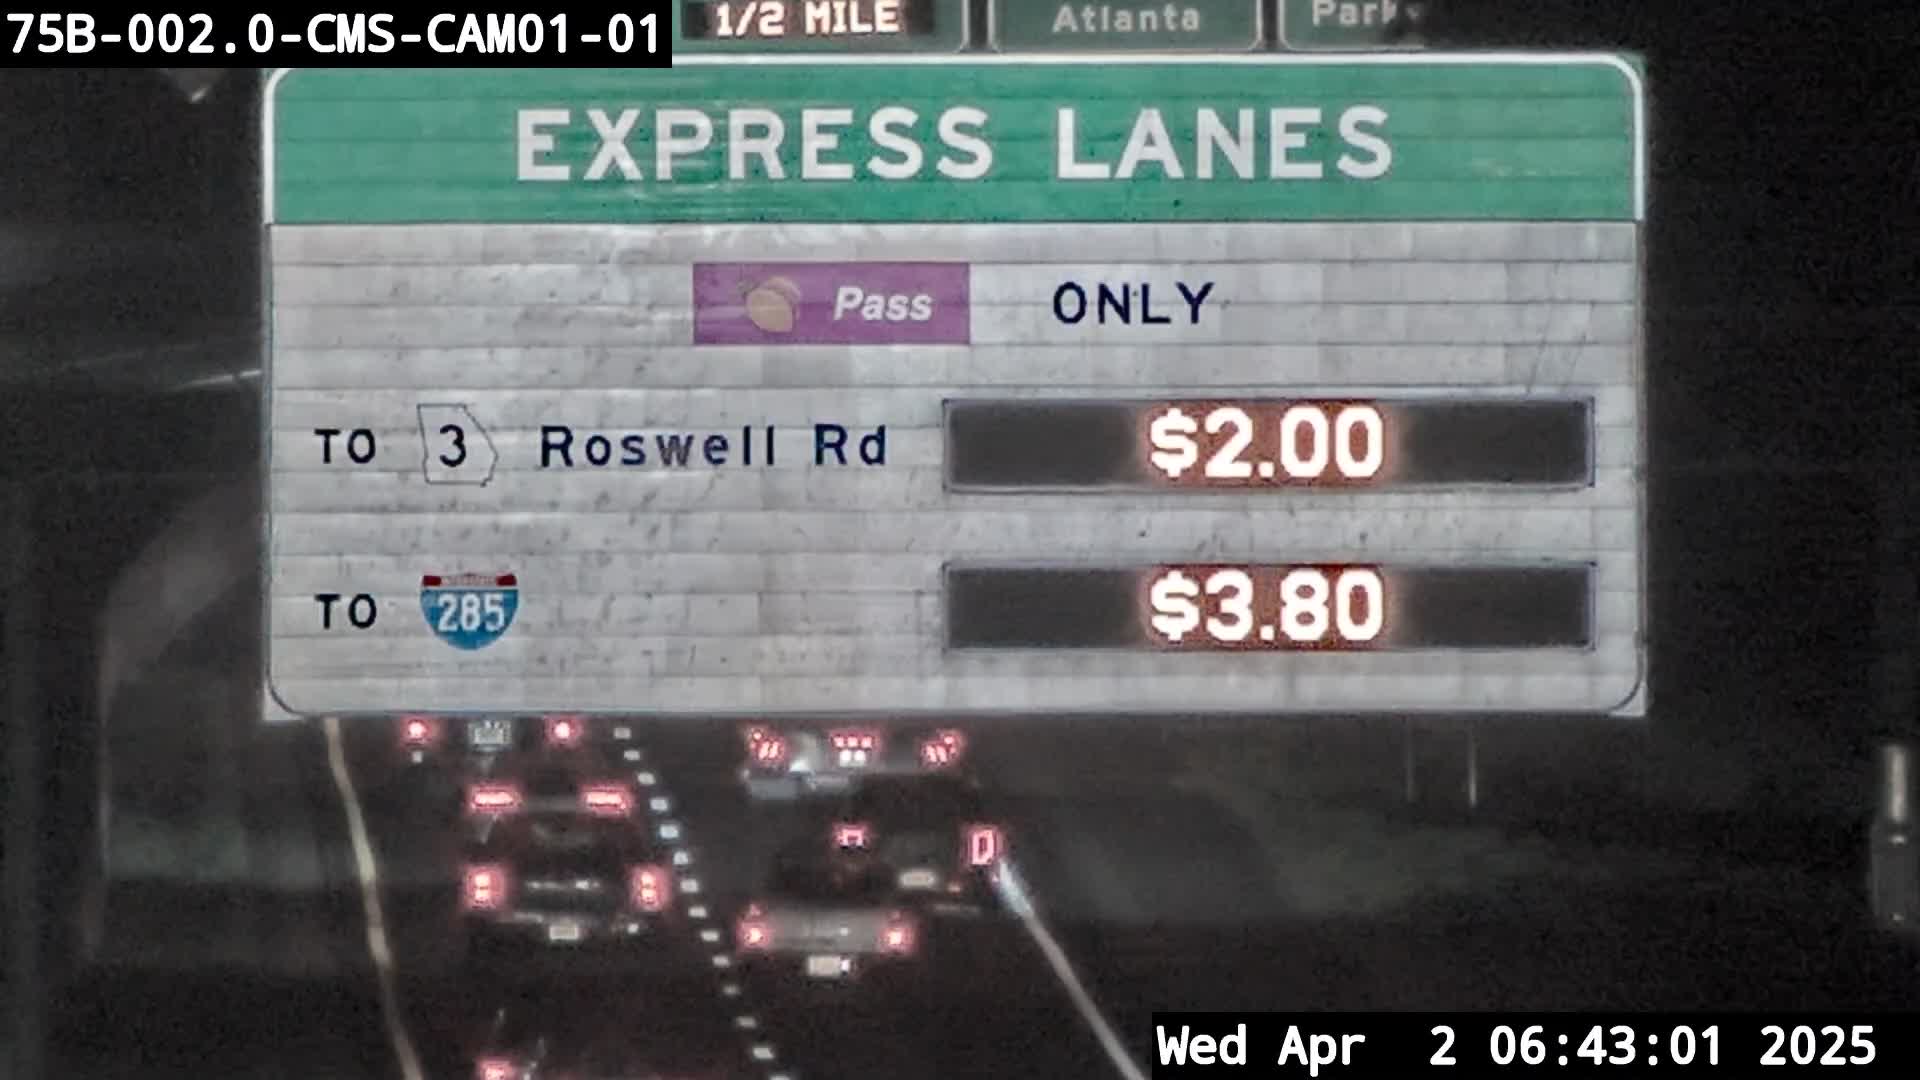 75B-002.0-CMS-CAM01-01
1/2 MILE
Atlanta
EXPRESS LANES
Pass ONLY
TO 3 Roswell Rd $2.00
TO 285 $3.80
Wed Apr 2 06:43:01 2025